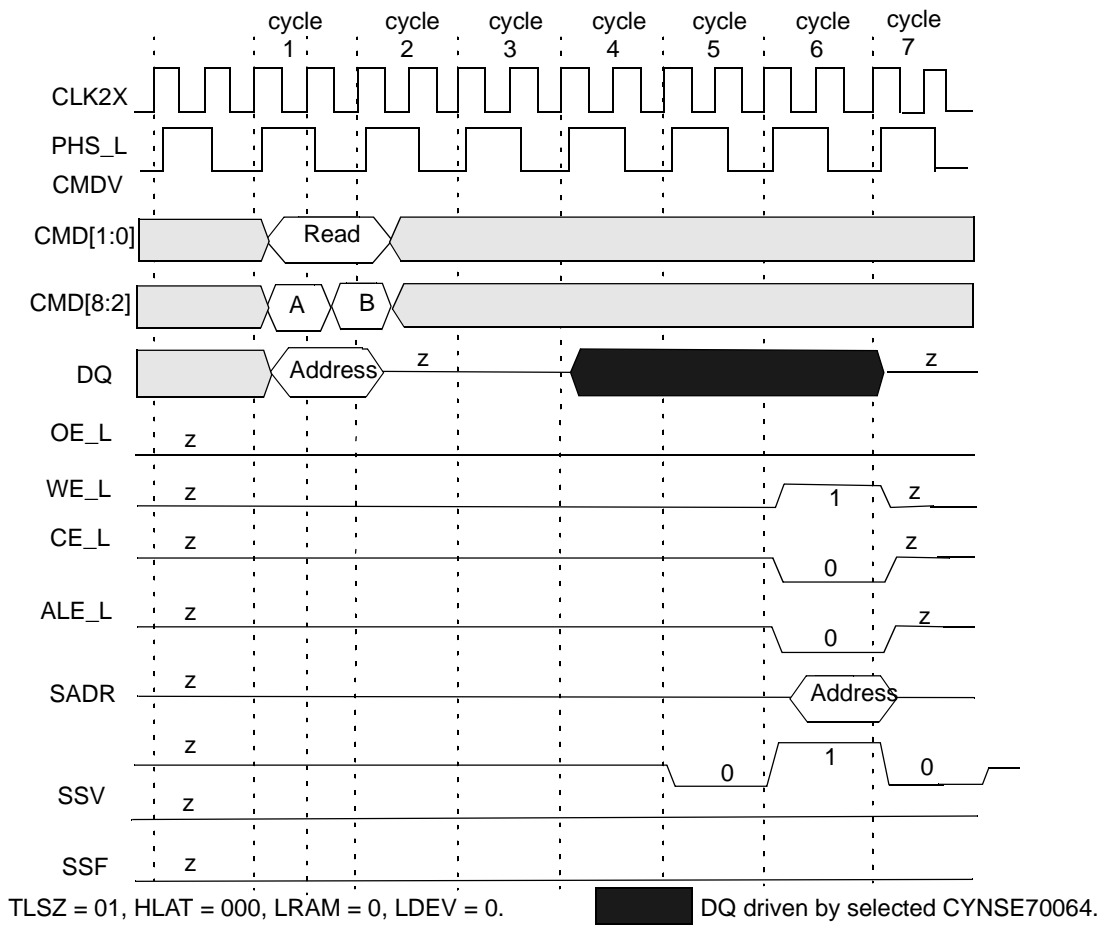 cycle cycle cycle cycle cycle cycle cycle
1 2 3 4 5 6 7
CLK2X
PHS_L
CMDV
CMD[1:0] Read
CMD[8:2] A B
DQ Address z z
OE_L z
WE_L z 1 z
CE_L z 0 z
ALE_L z 0 z
SADR z Address
z 0 1 0
SSV z
SSF z
TLSZ = 01, HLAT = 000, LRAM = 0, LDEV = 0. DQ driven by selected CYNSE70064.